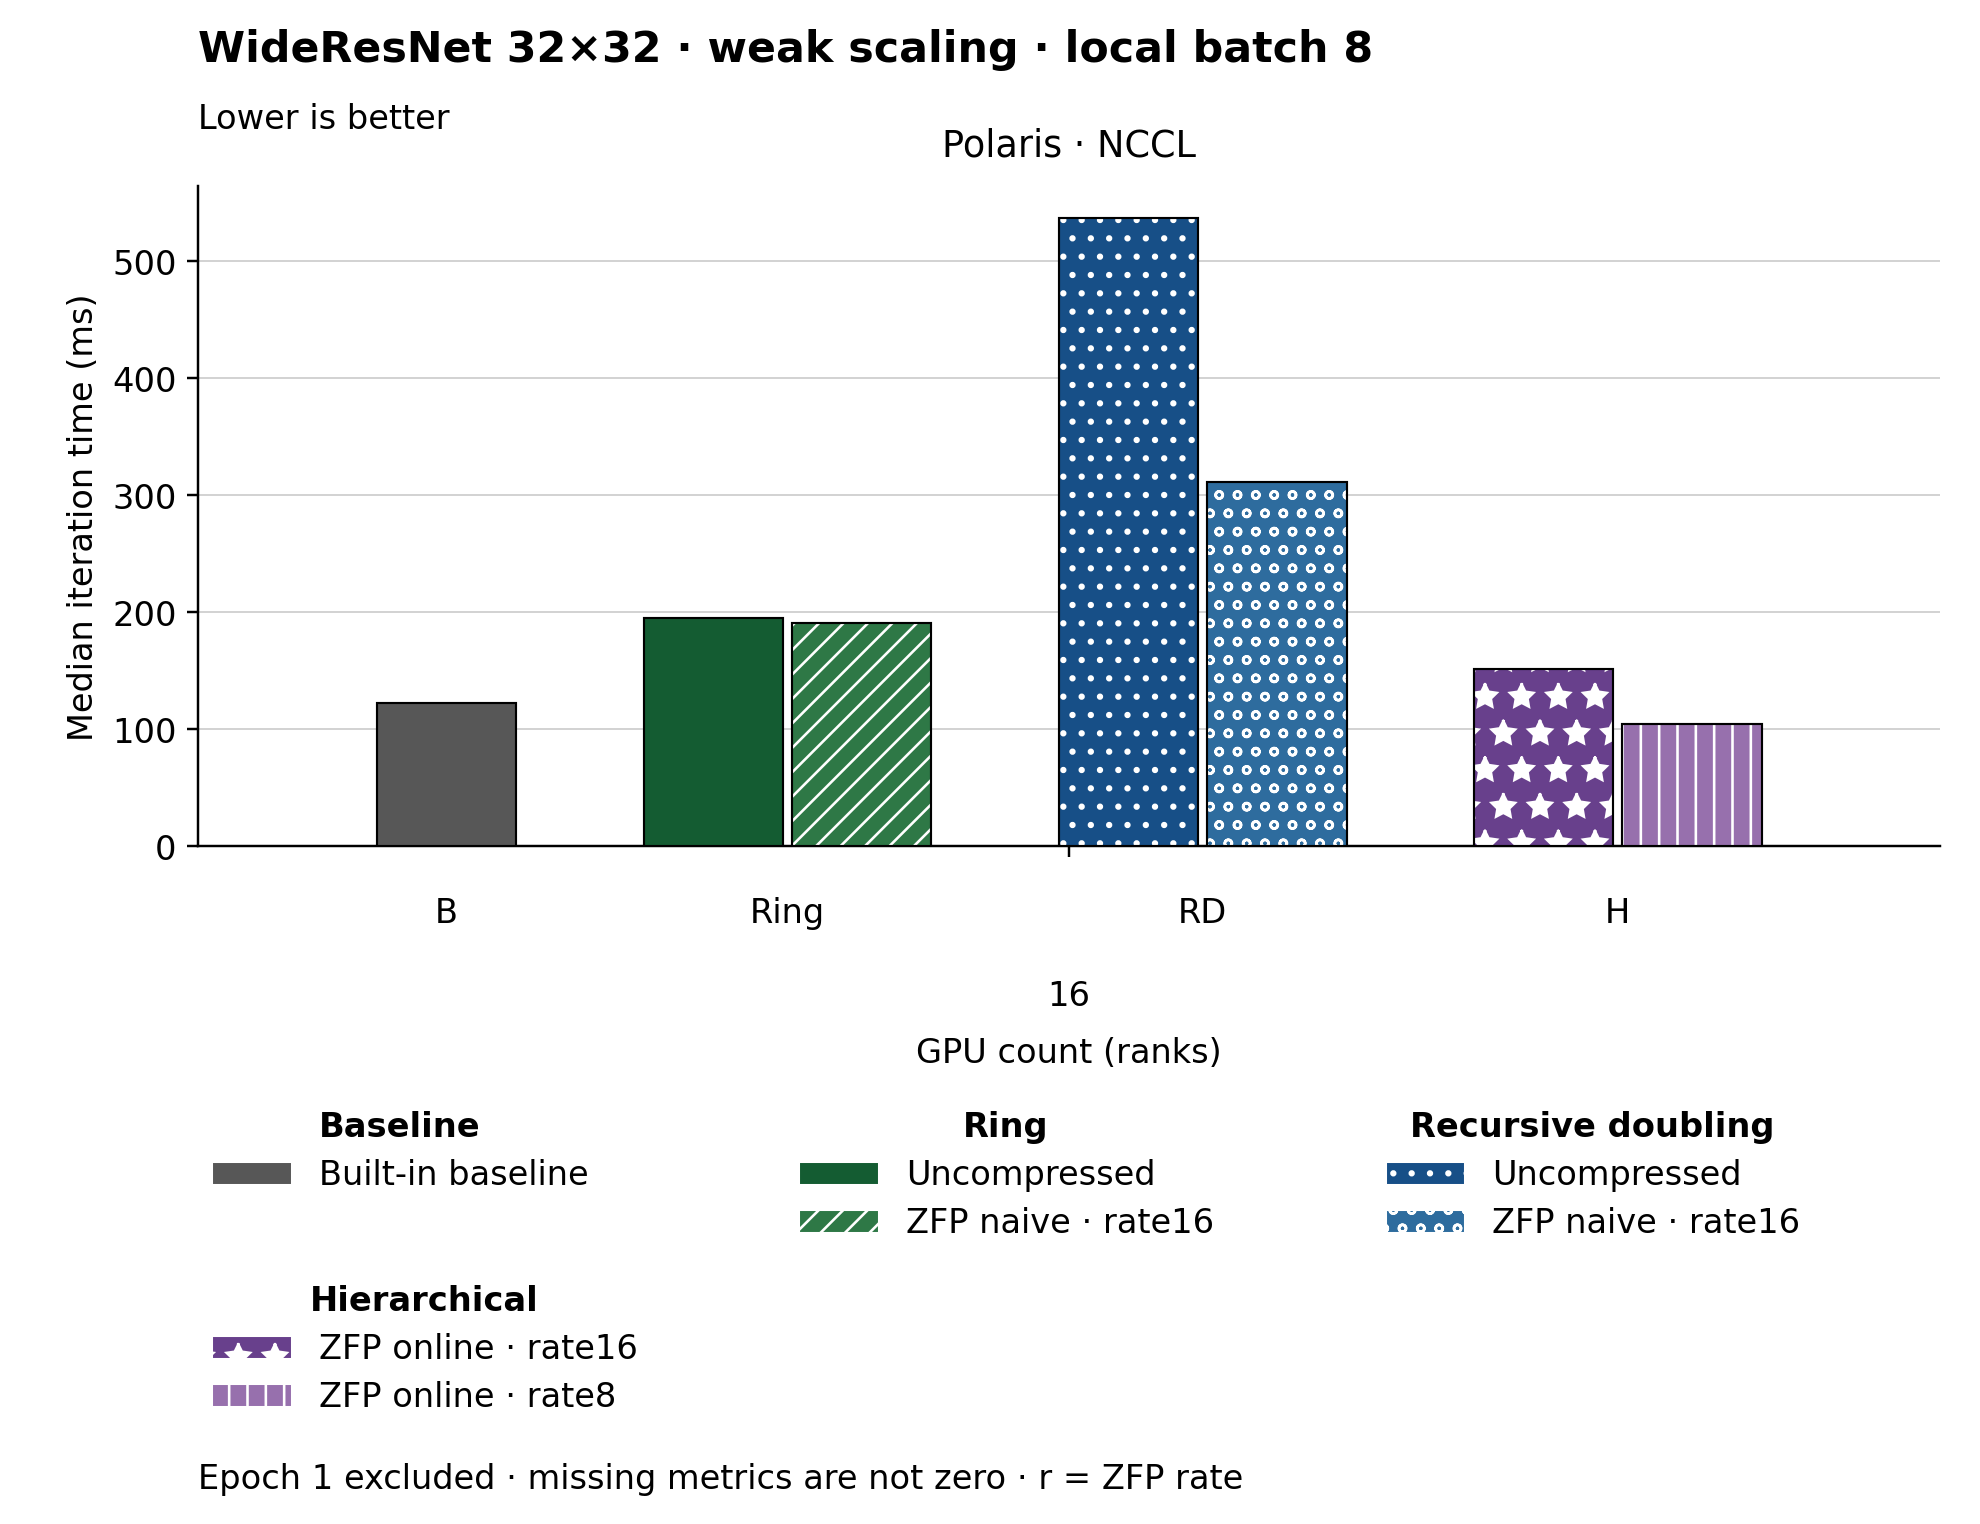 WideResNet 32×32 · weak scaling · local batch 8
Lower is better
Polaris · NCCL
Median iteration time (ms)
500
400
300
200
100
0
B Ring RD H
16
GPU count (ranks)
Baseline
Built-in baseline
Ring
Uncompressed
ZFP naive · rate16
Recursive doubling
Uncompressed
ZFP naive · rate16
Hierarchical
ZFP online · rate16
ZFP online · rate8
Epoch 1 excluded · missing metrics are not zero · r = ZFP rate